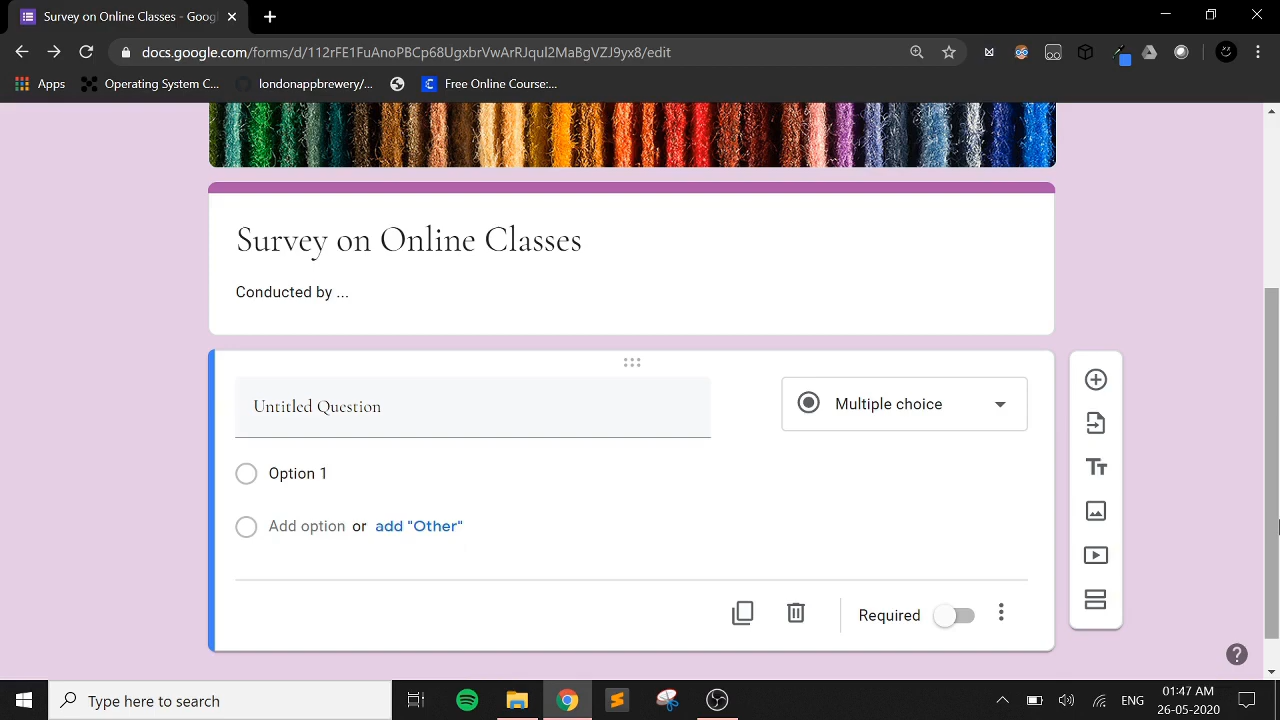 Survey on Online Classes - Goog
docs.google.com/forms/d/112rFE1FuAnoPBCp68UgxbrVwArRJqul2MaBgVZJ9yx8/edit
Apps
Operating System C...
londonappbrewery/...
Free Online Course:...
Survey on Online Classes
Conducted by ...
Untitled Question
Multiple choice
Option 1
Add option or add "Other"
Required
Type here to search
ENG
01:47 AM
26-05-2020